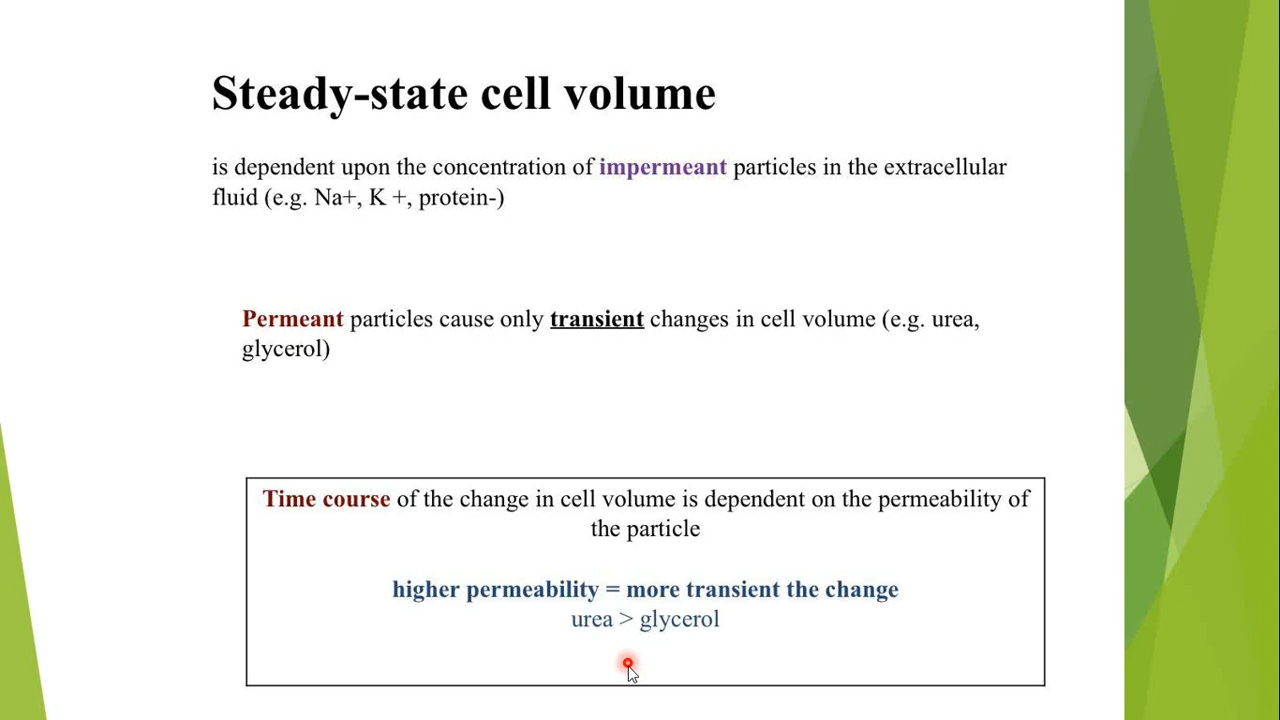 Steady-state cell volume
is dependent upon the concentration of impermeant particles in the extracellular
fluid (e.g. Na+, K +, protein-)
Permeant particles cause only transient changes in cell volume (e.g. urea,
glycerol)
Time course of the change in cell volume is dependent on the permeability of
the particle
higher permeability = more transient the change
urea > glycerol